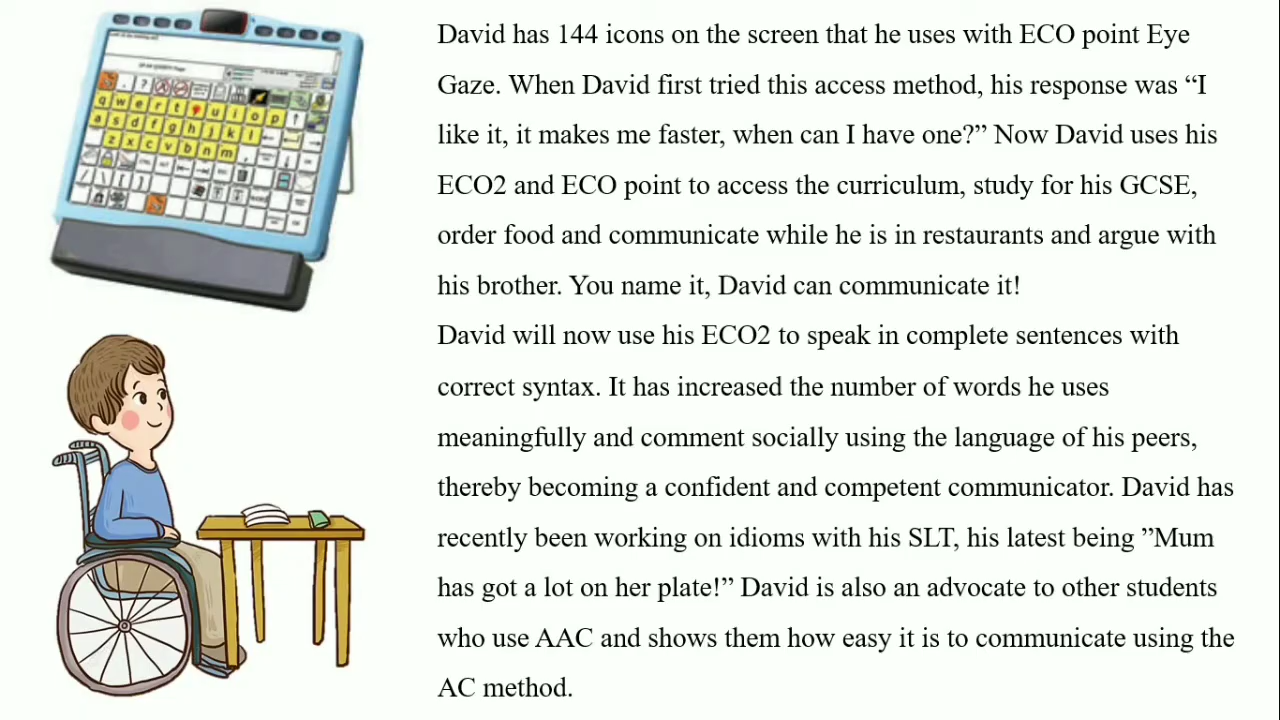 David has 144 icons on the screen that he uses with ECO point Eye
Gaze. When David first tried this access method, his response was “I
like it, it makes me faster, when can I have one?” Now David uses his
ECO2 and ECO point to access the curriculum, study for his GCSE,
order food and communicate while he is in restaurants and argue with
his brother. You name it, David can communicate it!
David will now use his ECO2 to speak in complete sentences with
correct syntax. It has increased the number of words he uses
meaningfully and comment socially using the language of his peers,
thereby becoming a confident and competent communicator. David has
recently been working on idioms with his SLT, his latest being ”Mum
has got a lot on her plate!” David is also an advocate to other students
who use AAC and shows them how easy it is to communicate using the
AC method.
q w e r t u i o p
a s d f g h j k l
z x c v b n m